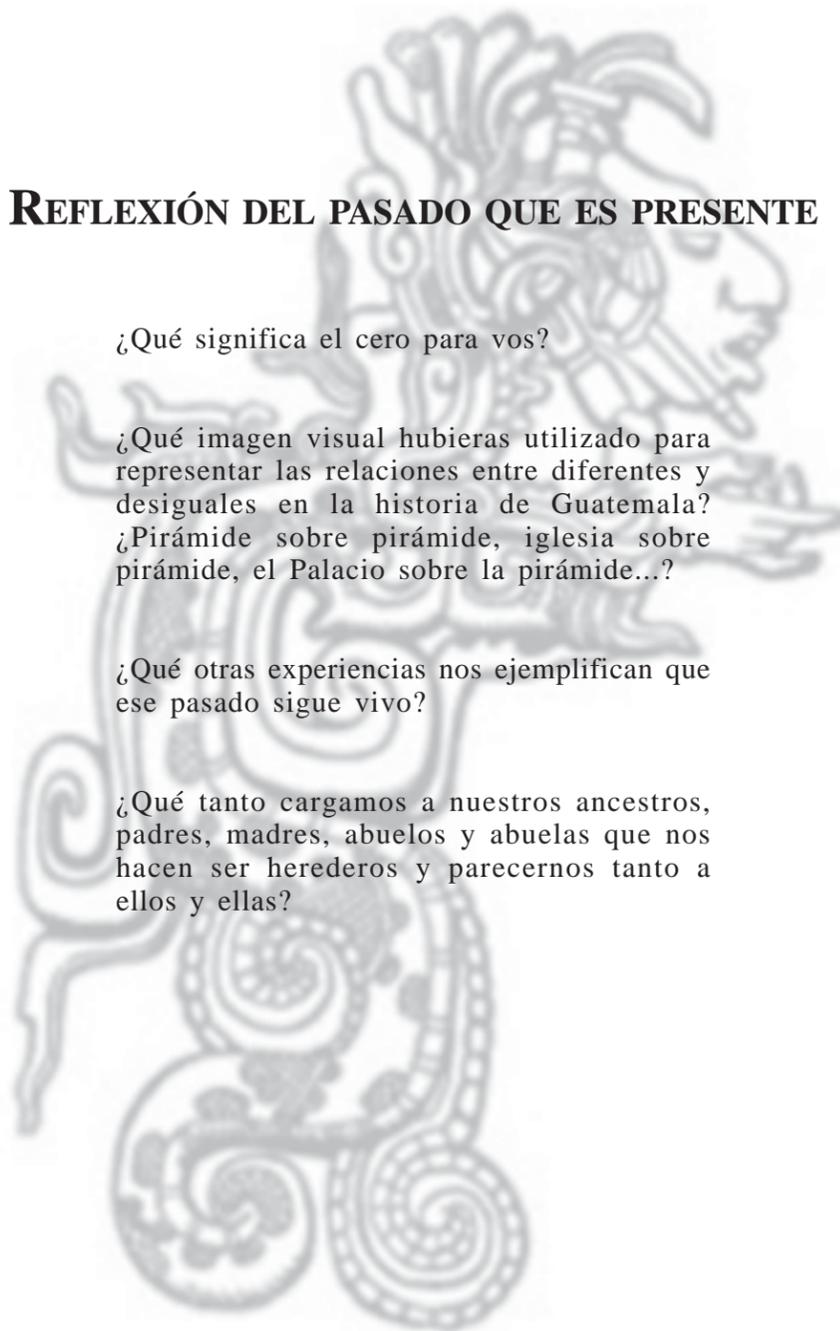 REFLEXIÓN DEL PASADO QUE ES PRESENTE
¿Qué significa el cero para vos?
¿Qué imagen visual hubieras utilizado para
representar las relaciones entre diferentes y
desiguales en la historia de Guatemala?
¿Pirámide sobre pirámide, iglesia sobre
pirámide, el Palacio sobre la pirámide...?
¿Qué otras experiencias nos ejemplifican que
ese pasado sigue vivo?
¿Qué tanto cargamos a nuestros ancestros,
padres, madres, abuelos y abuelas que nos
hacen ser herederos y parecernos tanto a
ellos y ellas?